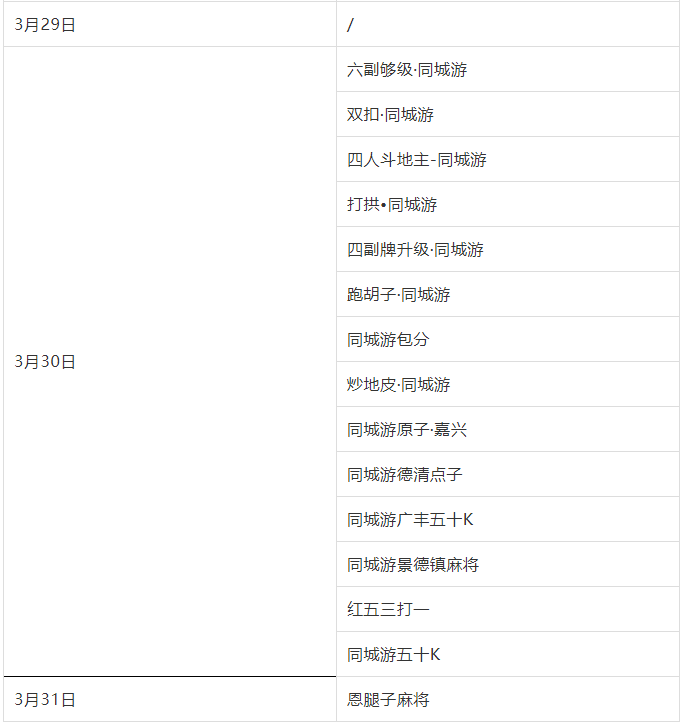 3月29日
/
3月30日
六副够级·同城游
双扣·同城游
四人斗地主-同城游
打拱•同城游
四副牌升级·同城游
跑胡子·同城游
同城游包分
炒地皮·同城游
同城游原子·嘉兴
同城游德清点子
同城游广丰五十K
同城游景德镇麻将
红五三打一
同城游五十K
3月31日
恩腿子麻将